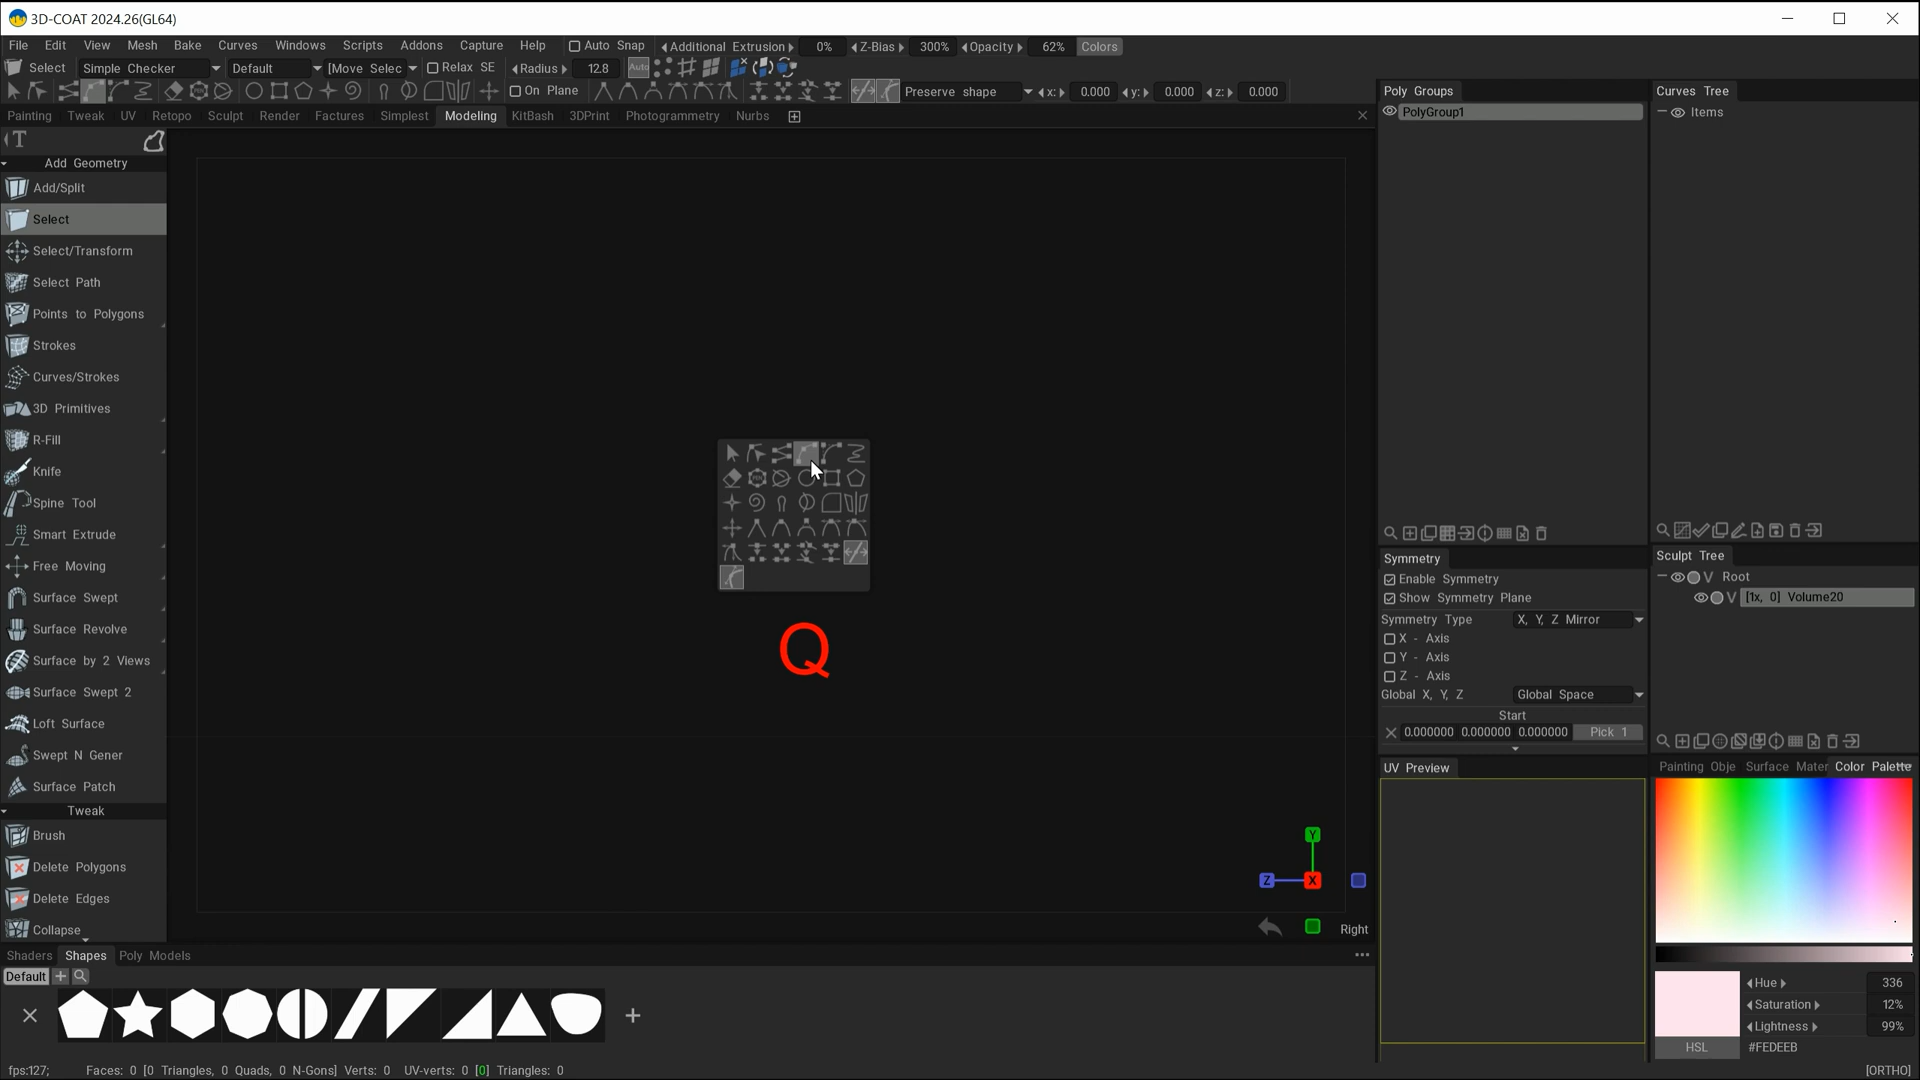 3D-COAT 2024.26(GL64)
File Edit View Mesh Bake Curves Windows Scripts Addons Capture Help Auto Snap Additional Extrusion 0% Z-Bias 300% Opacity 62% Colors
Select Simple Checker Default [Move Selec Relax SE Radius 12.8 Auto
On Plane Preserve shape x: 0.000 y: 0.000 z: 0.000
Painting Tweak UV Retopo Sculpt Render Factures Simplest Modeling KitBash 3DPrint Photogrammetry Nurbs
T
Add Geometry
Add/Split
Select
Select/Transform
Select Path
Points to Polygons
Strokes
Curves/Strokes
3D Primitives
R-Fill
Knife
Spine Tool
Smart Extrude
Free Moving
Surface Swept
Surface Revolve
Surface by 2 Views
Surface Swept 2
Loft Surface
Swept N Gener
Surface Patch
Tweak
Brush
Delete Polygons
Delete Edges
Collapse
Q
Y
Z X
Right
Poly Groups
PolyGroup1
Curves Tree
Items
Symmetry
Enable Symmetry
Show Symmetry Plane
Symmetry Type X, Y, Z Mirror
X - Axis
Y - Axis
Z - Axis
Global X, Y, Z Global Space
Start
0.000000 0.000000 0.000000 Pick 1
Sculpt Tree
V Root
V [1x, 0] Volume20
UV Preview
Painting Obje Surface Mater Color Palette
Hue 336
Saturation 12%
Lightness 99%
HSL #FEDEEB
Shaders Shapes Poly Models
Default
fps:127; Faces: 0 [0 Triangles, 0 Quads, 0 N-Gons] Verts: 0 UV-verts: 0 [0] Triangles: 0
[ORTHO]